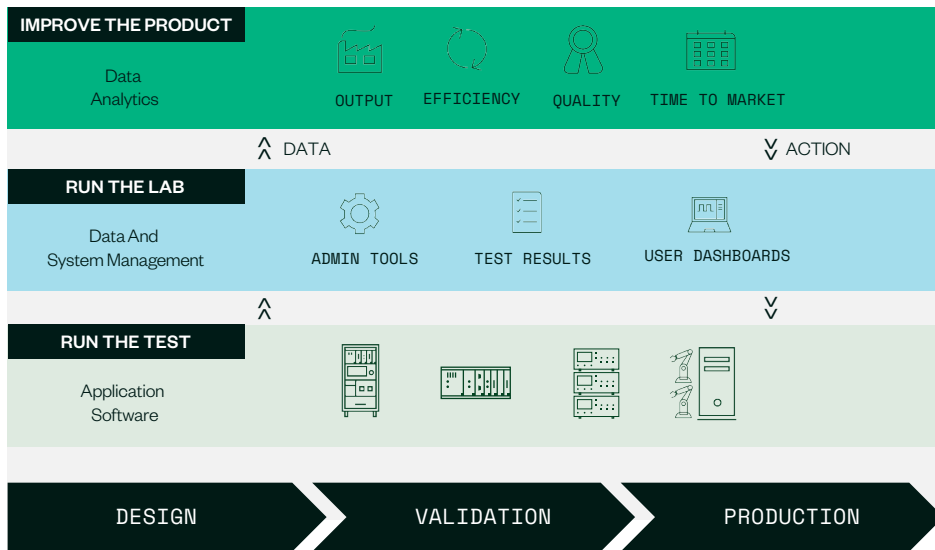 IMPROVE THE PRODUCT
Data
Analytics
OUTPUT
EFFICIENCY
QUALITY
TIME TO MARKET
DATA
ACTION
RUN THE LAB
Data And
System Management
ADMIN TOOLS
TEST RESULTS
USER DASHBOARDS
RUN THE TEST
Application
Software
DESIGN
VALIDATION
PRODUCTION